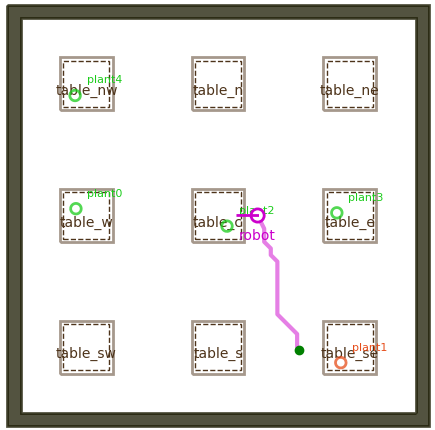 plant4
table_nw
table_n
table_ne
plant0
plant2
plant3
table_w
table_c
table_e
robot
plant1
table_sw
table_s
table_se